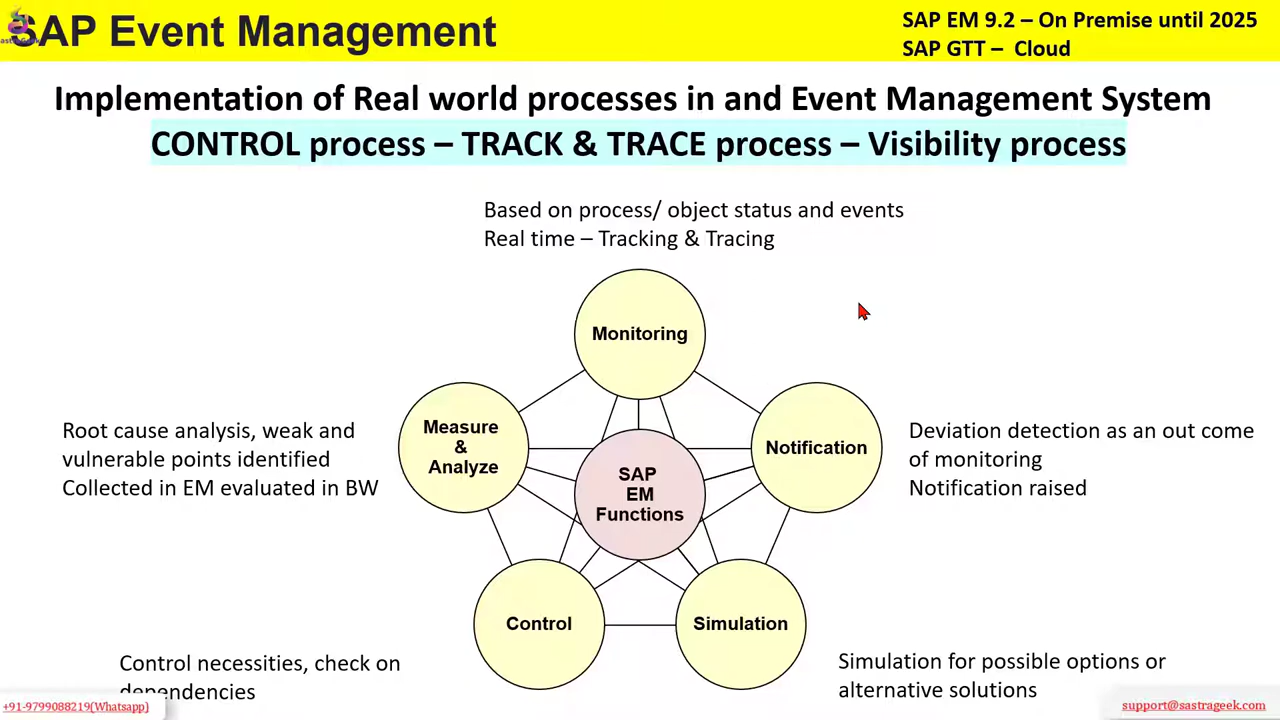 SAP Event Management
SAP EM 9.2 – On Premise until 2025
SAP GTT – Cloud
Implementation of Real world processes in and Event Management System
CONTROL process – TRACK & TRACE process – Visibility process
Based on process/ object status and events
Real time – Tracking & Tracing
Monitoring
Measure
&
Analyze
Root cause analysis, weak and
vulnerable points identified
Collected in EM evaluated in BW
SAP
EM
Functions
Notification
Deviation detection as an out come
of monitoring
Notification raised
Control
Simulation
Control necessities, check on
dependencies
Simulation for possible options or
alternative solutions
+91-9799088219(Whatsapp)
support@sastrageek.com